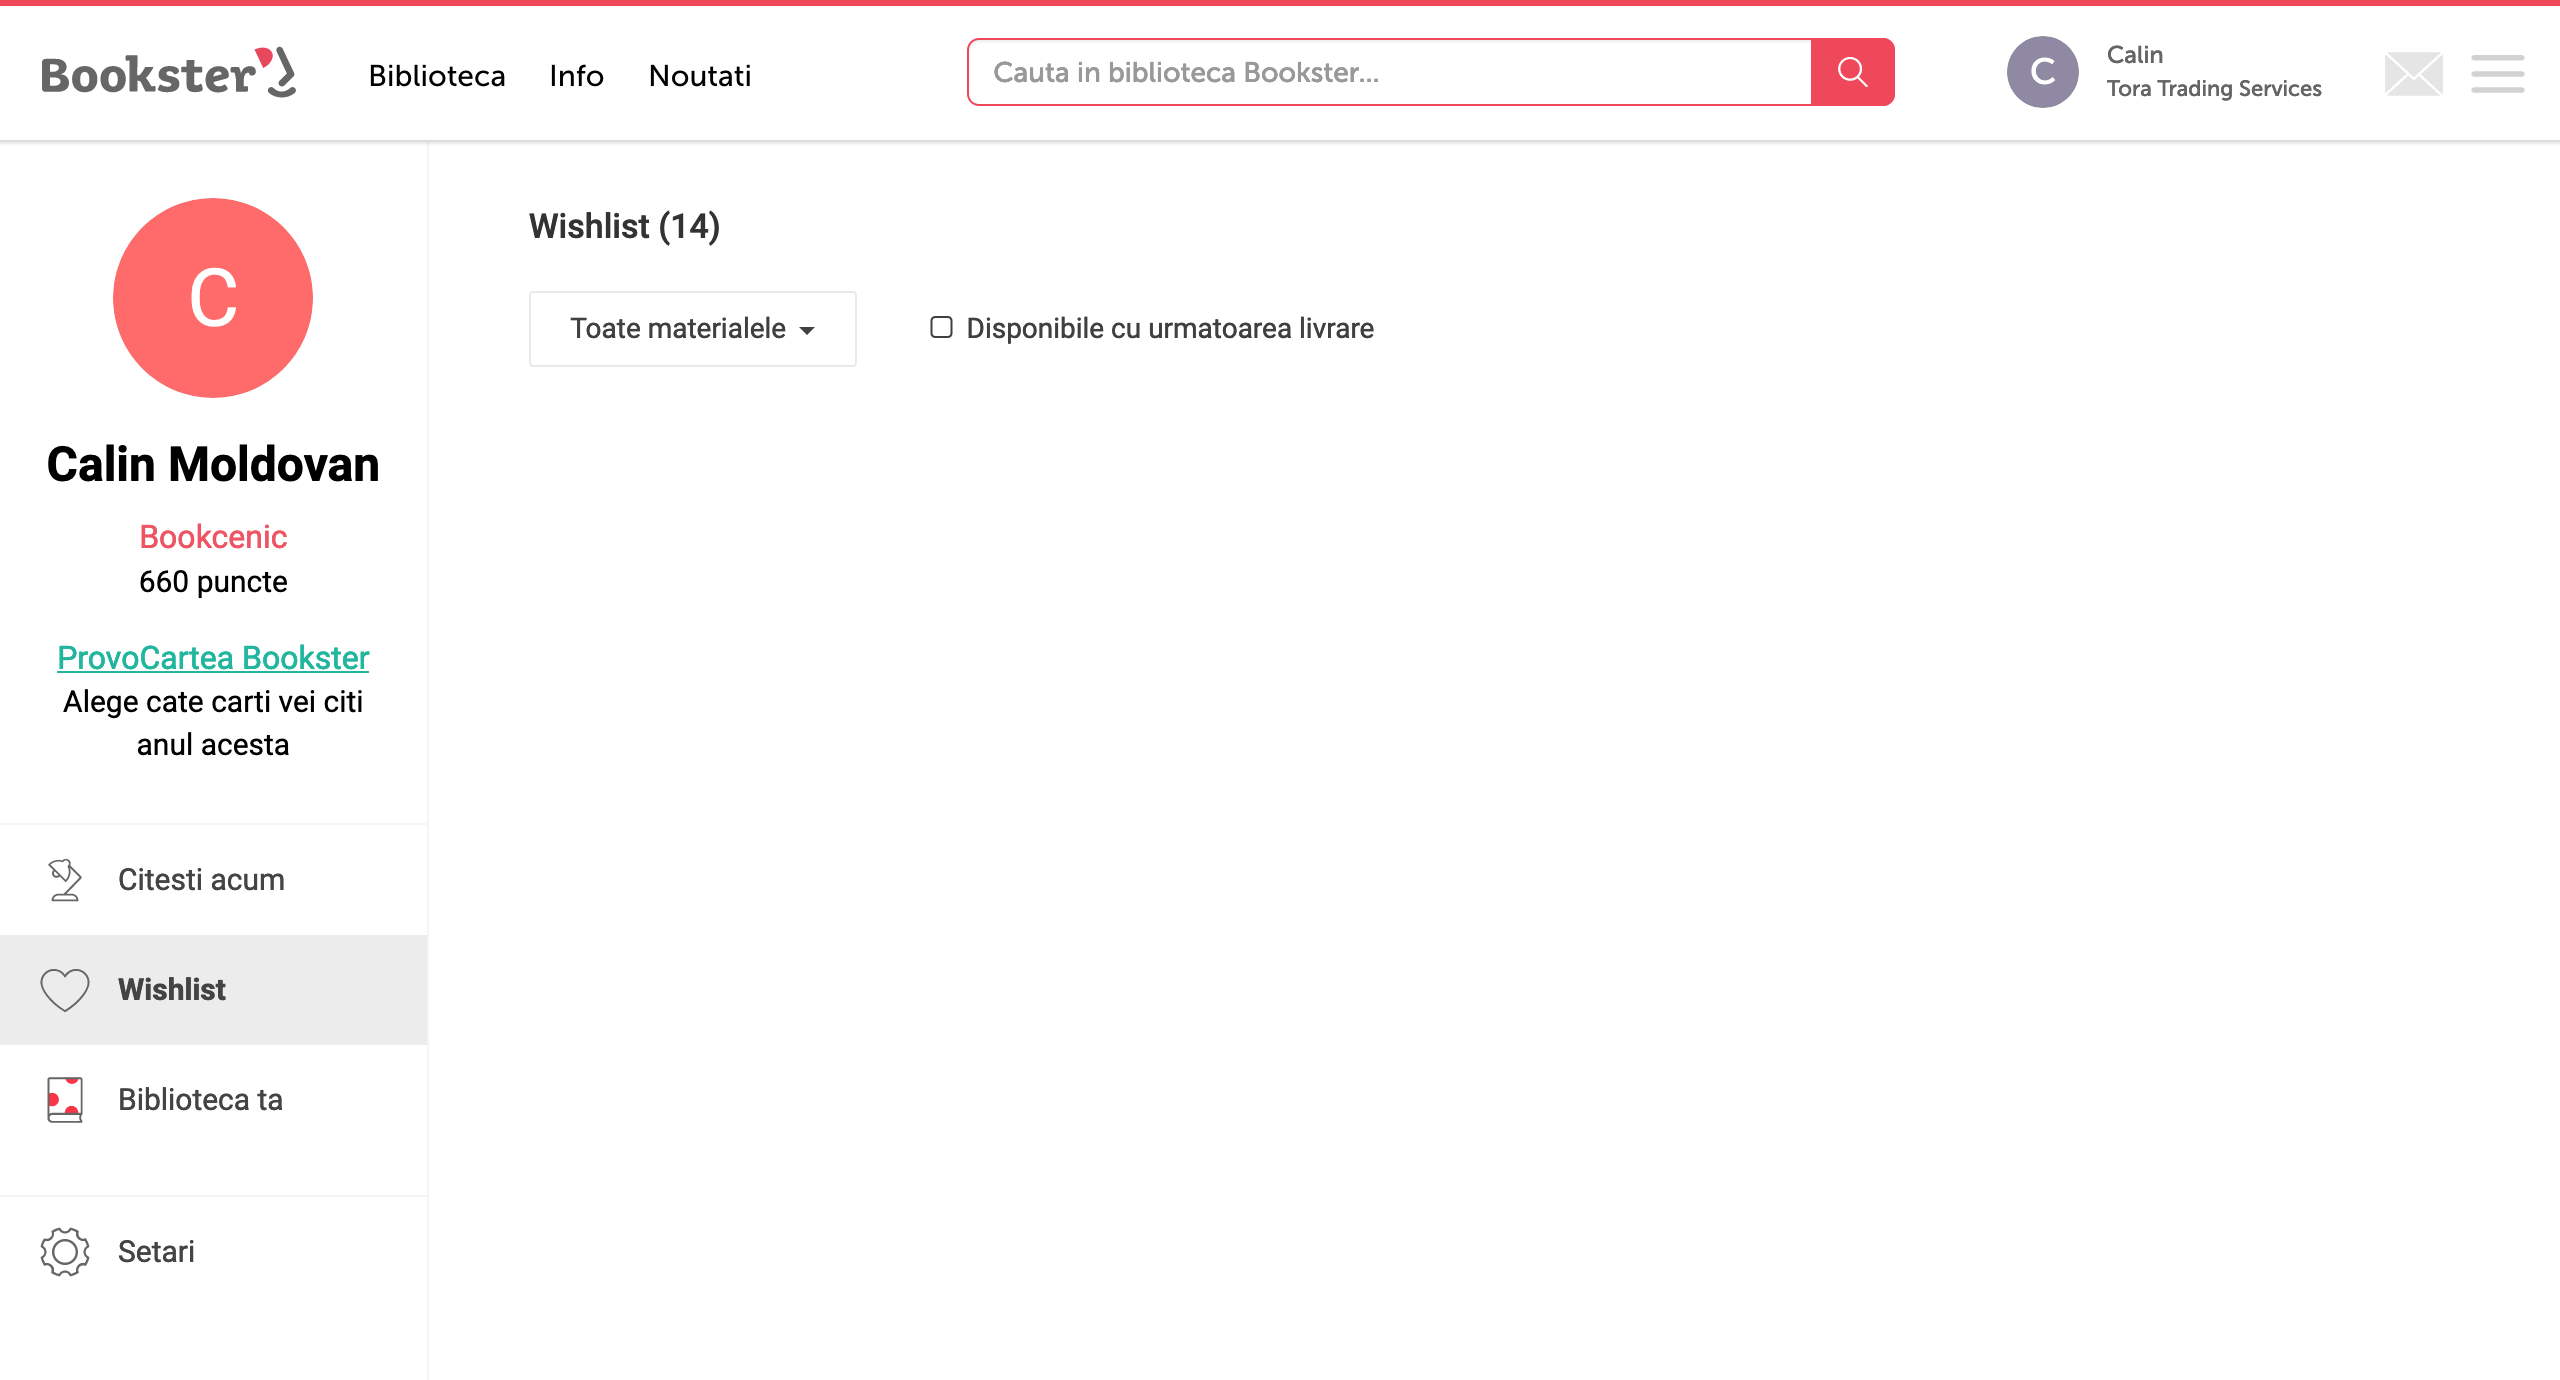 Bookster
Biblioteca
Info
Noutati
Cauta in biblioteca Bookster...
C
Calin
Tora Trading Services
C
Calin Moldovan
Bookcenic
660 puncte
ProvoCartea Bookster
Alege cate carti vei citi
anul acesta
Citesti acum
Wishlist
Biblioteca ta
Setari
Wishlist (14)
Toate materialele
Disponibile cu urmatoarea livrare